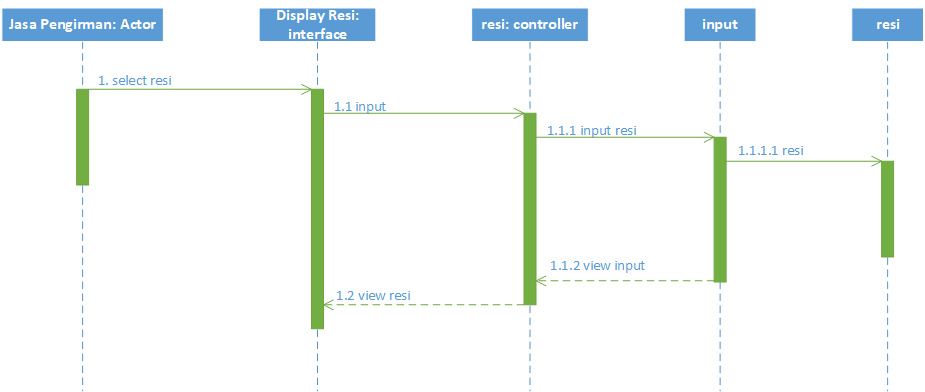 Jasa Pengirman: Actor
Display Resi:
interface
resi: controller
input
resi
1. select resi
1.1 input
1.1.1 input resi
1.1.1.1 resi
1.1.2 view input
1.2 view resi